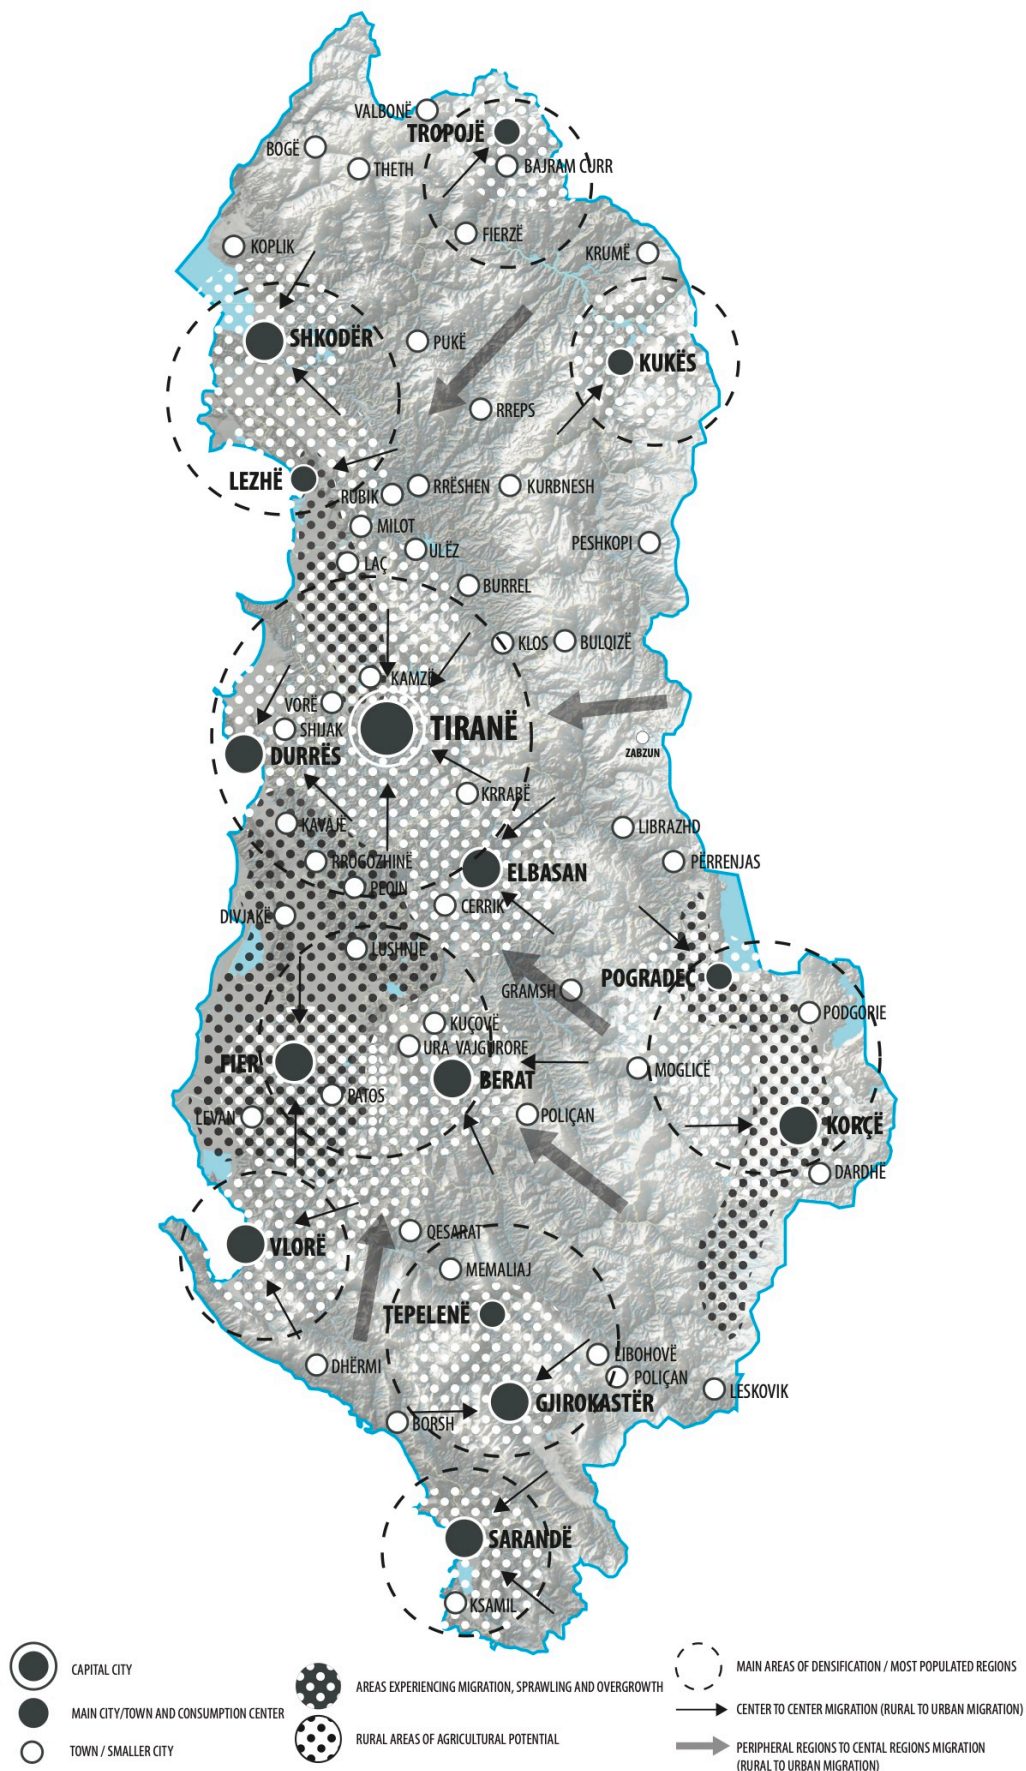 VALBONË
TROPOJË
BOGË
THETH
BAJRAM CURR
KOPLIK
FIERZË
KRUMË
SHKODËR
PUKË
KUKËS
RREPS
LEZHË
RUBIK
RRËSHEN
KURBNESH
MILOT
ULËZ
PESHKOPI
LAÇ
BURREL
KLOS
BULQIZË
KAMZË
VORË
SHIJAK
TIRANË
DURRËS
ZABZUN
KRRABË
KAVAJË
LIBRAZHD
RROGOZHINË
PËRRENJAS
ELBASAN
PEQIN
CERRIK
DIVJAKË
LUSHNJE
POGRADEC
GRAMSH
PODGORIE
KUÇOVË
URA VAJGURORE
FIER
BERAT
MOGLICË
PATOS
LEVAN
POLIÇAN
KORÇË
DARDHË
QESARAT
VLORË
MEMALIAJ
TEPELENË
LIBOHOVË
DHËRMI
POLIÇAN
LESKOVIK
GJIROKASTËR
BORSH
SARANDË
KSAMIL
CAPITAL CITY
MAIN CITY/TOWN AND CONSUMPTION CENTER
TOWN / SMALLER CITY
AREAS EXPERIENCING MIGRATION, SPRAWLING AND OVERGROWTH
RURAL AREAS OF AGRICULTURAL POTENTIAL
MAIN AREAS OF DENSIFICATION / MOST POPULATED REGIONS
CENTER TO CENTER MIGRATION (RURAL TO URBAN MIGRATION)
PERIPHERAL REGIONS TO CENTAL REGIONS MIGRATION
(RURAL TO URBAN MIGRATION)